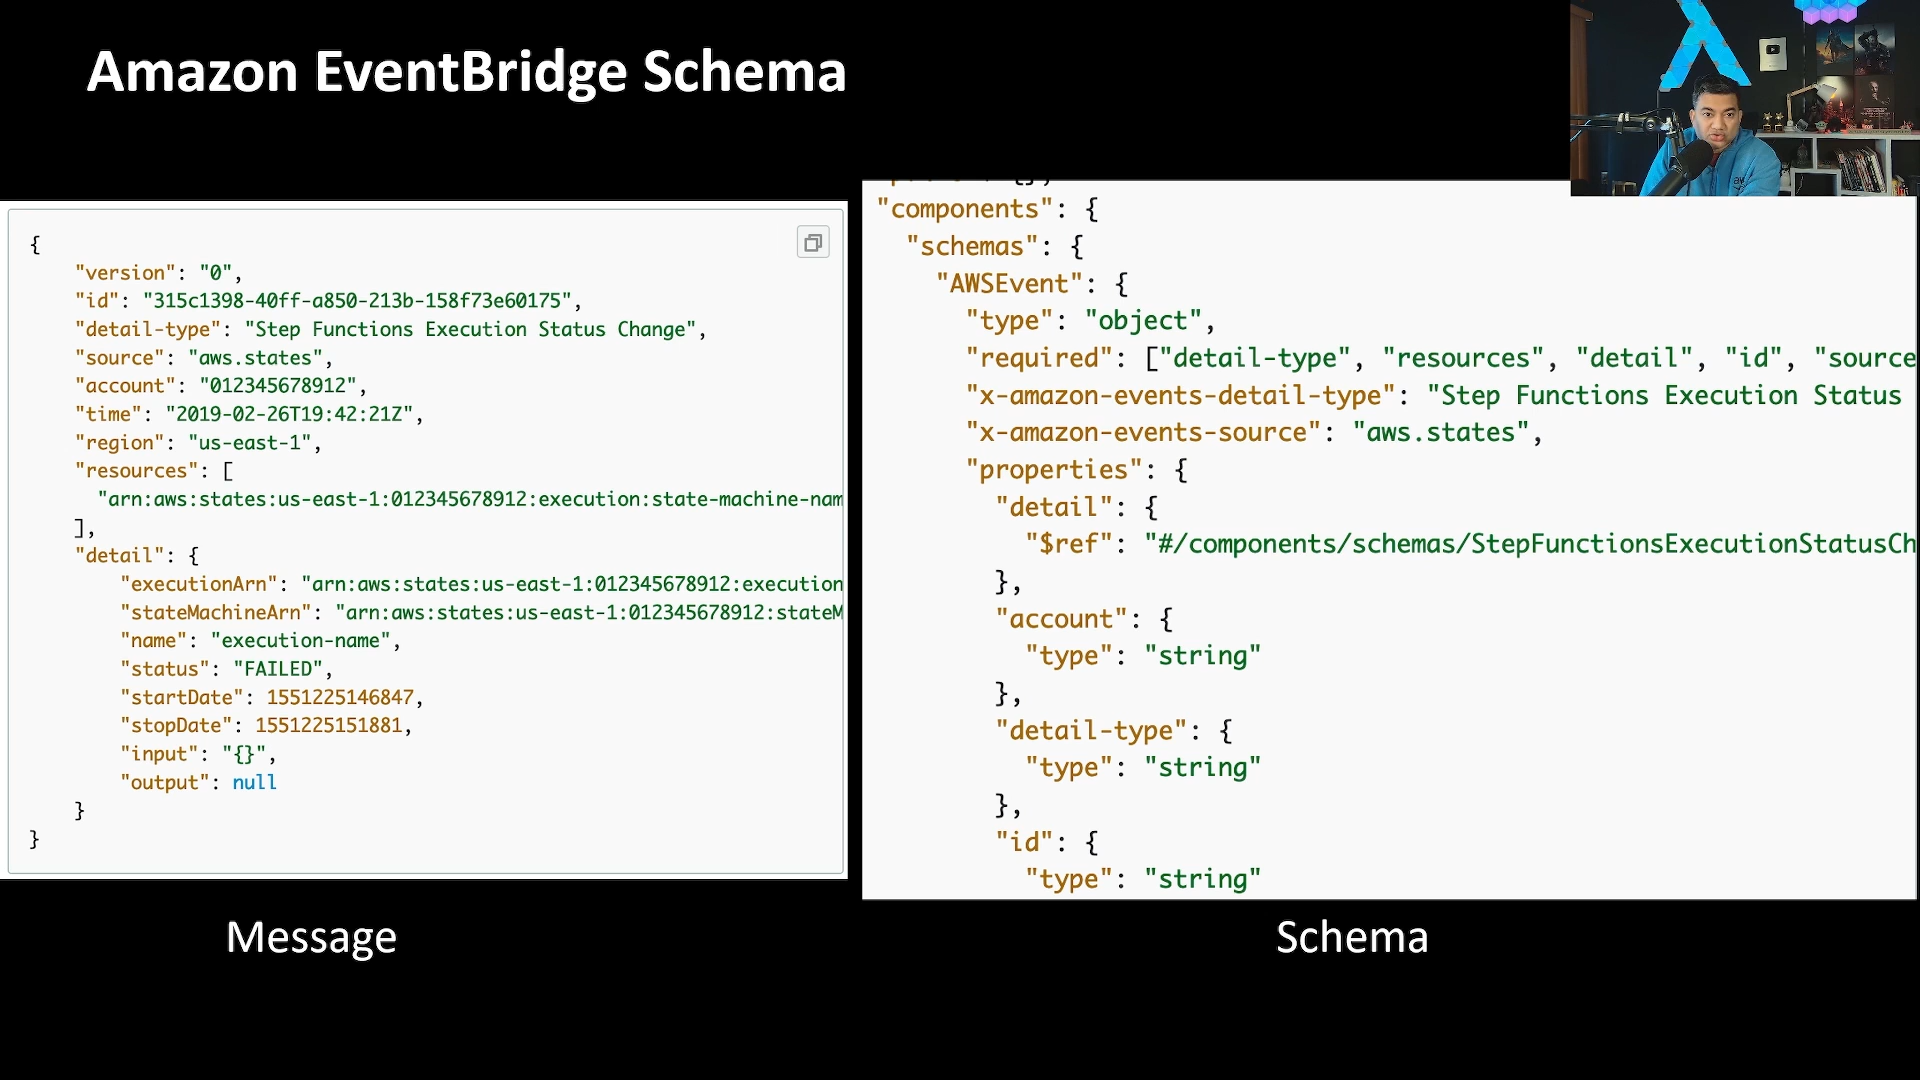 Amazon EventBridge Schema
{
"version": "0",
"id": "315c1398-40ff-a850-213b-158f73e60175",
"detail-type": "Step Functions Execution Status Change",
"source": "aws.states",
"account": "012345678912",
"time": "2019-02-26T19:42:21Z",
"region": "us-east-1",
"resources": [
"arn:aws:states:us-east-1:012345678912:execution:state-machine-nam
],
"detail": {
"executionArn": "arn:aws:states:us-east-1:012345678912:execution
"stateMachineArn": "arn:aws:states:us-east-1:012345678912:stateM
"name": "execution-name",
"status": "FAILED",
"startDate": 1551225146847,
"stopDate": 1551225151881,
"input": "{}",
"output": null
}
}
Message
"components": {
"schemas": {
"AWSEvent": {
"type": "object",
"required": ["detail-type", "resources", "detail", "id", "source
"x-amazon-events-detail-type": "Step Functions Execution Status
"x-amazon-events-source": "aws.states",
"properties": {
"detail": {
"$ref": "#/components/schemas/StepFunctionsExecutionStatusCh
},
"account": {
"type": "string"
},
"detail-type": {
"type": "string"
},
"id": {
"type": "string"
Schema